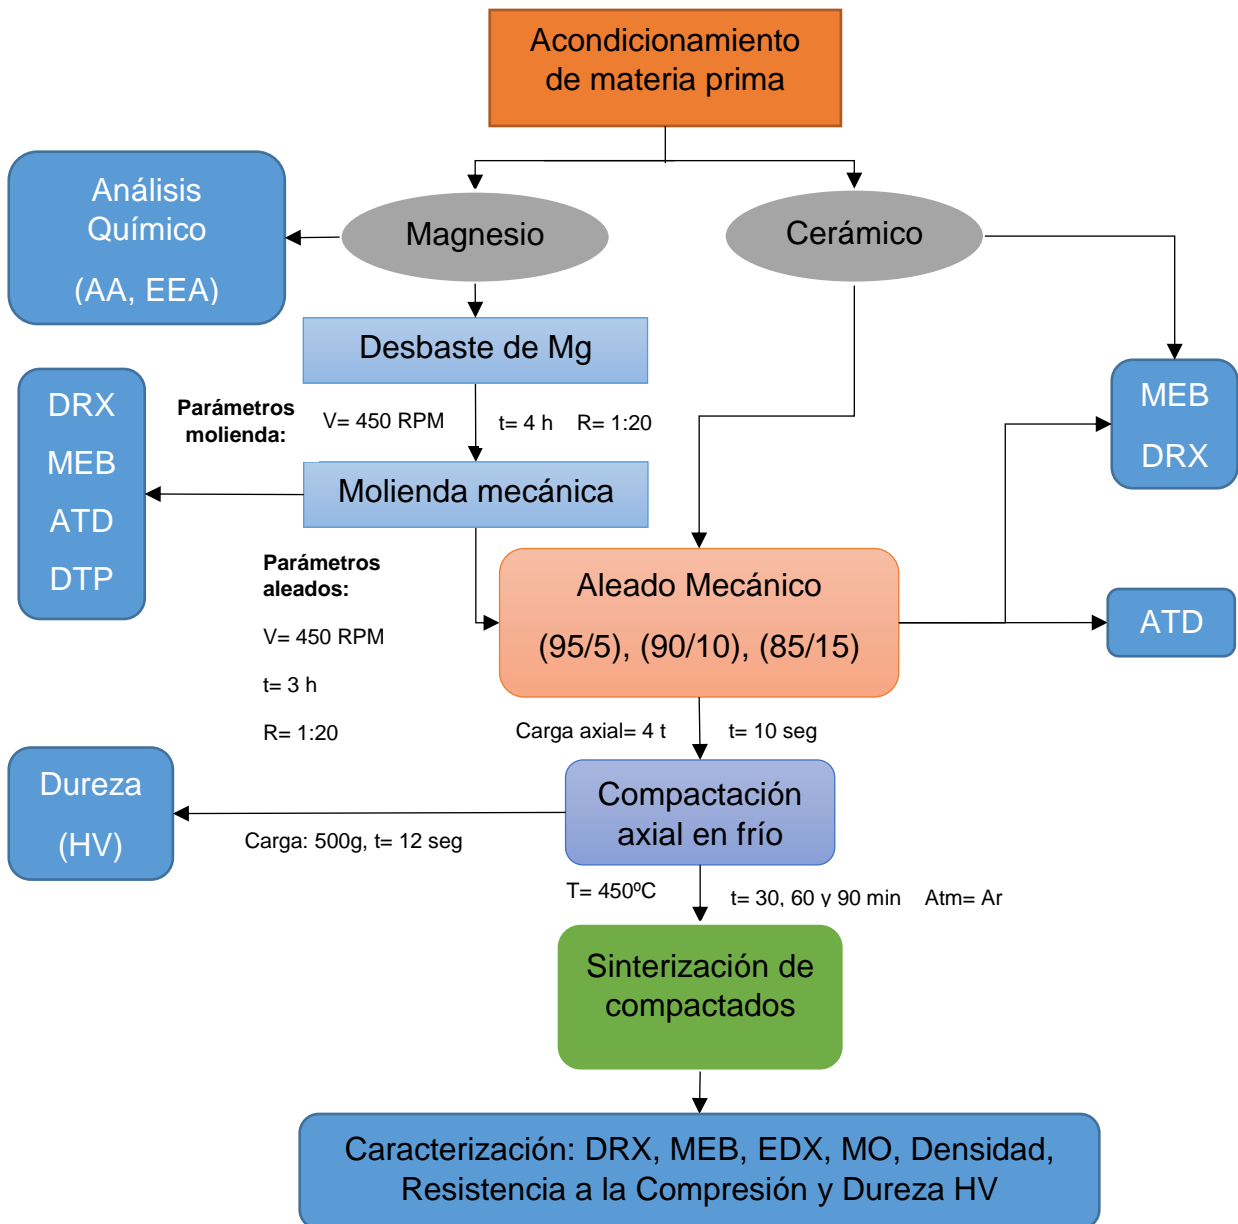 Acondicionamiento
de materia prima
Análisis
Químico
(AA, EEA)
Magnesio
Cerámico
Desbaste de Mg
DRX
MEB
ATD
DTP
Parámetros
molienda:
V= 450 RPM
t= 4 h R= 1:20
MEB
DRX
Molienda mecánica
Parámetros
aleados:
V= 450 RPM
t= 3 h
R= 1:20
Aleado Mecánico
(95/5), (90/10), (85/15)
ATD
Carga axial= 4 t
t= 10 seg
Dureza
(HV)
Compactación
axial en frío
Carga: 500g, t= 12 seg
T= 450ºC
t= 30, 60 y 90 min Atm= Ar
Sinterización de
compactados
Caracterización: DRX, MEB, EDX, MO, Densidad,
Resistencia a la Compresión y Dureza HV